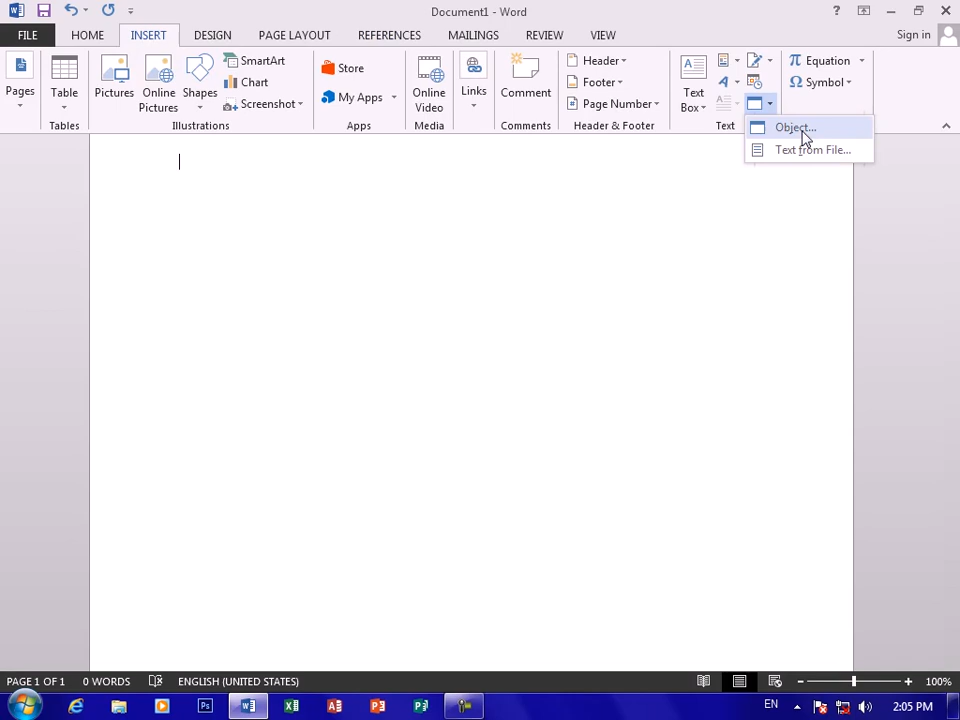 Document1 - Word
?
FILE HOME INSERT DESIGN PAGE LAYOUT REFERENCES MAILINGS REVIEW VIEW Sign in
Pages
Table
Pictures
Online Pictures
Shapes
SmartArt
Chart
Screenshot
Store
My Apps
Online Video
Links
Comment
Header
Footer
Page Number
Text Box
Equation
Symbol
Tables Illustrations Apps Media Comments Header & Footer Text
Object...
Text from File...
PAGE 1 OF 1 0 WORDS ENGLISH (UNITED STATES) 100%
EN 2:05 PM